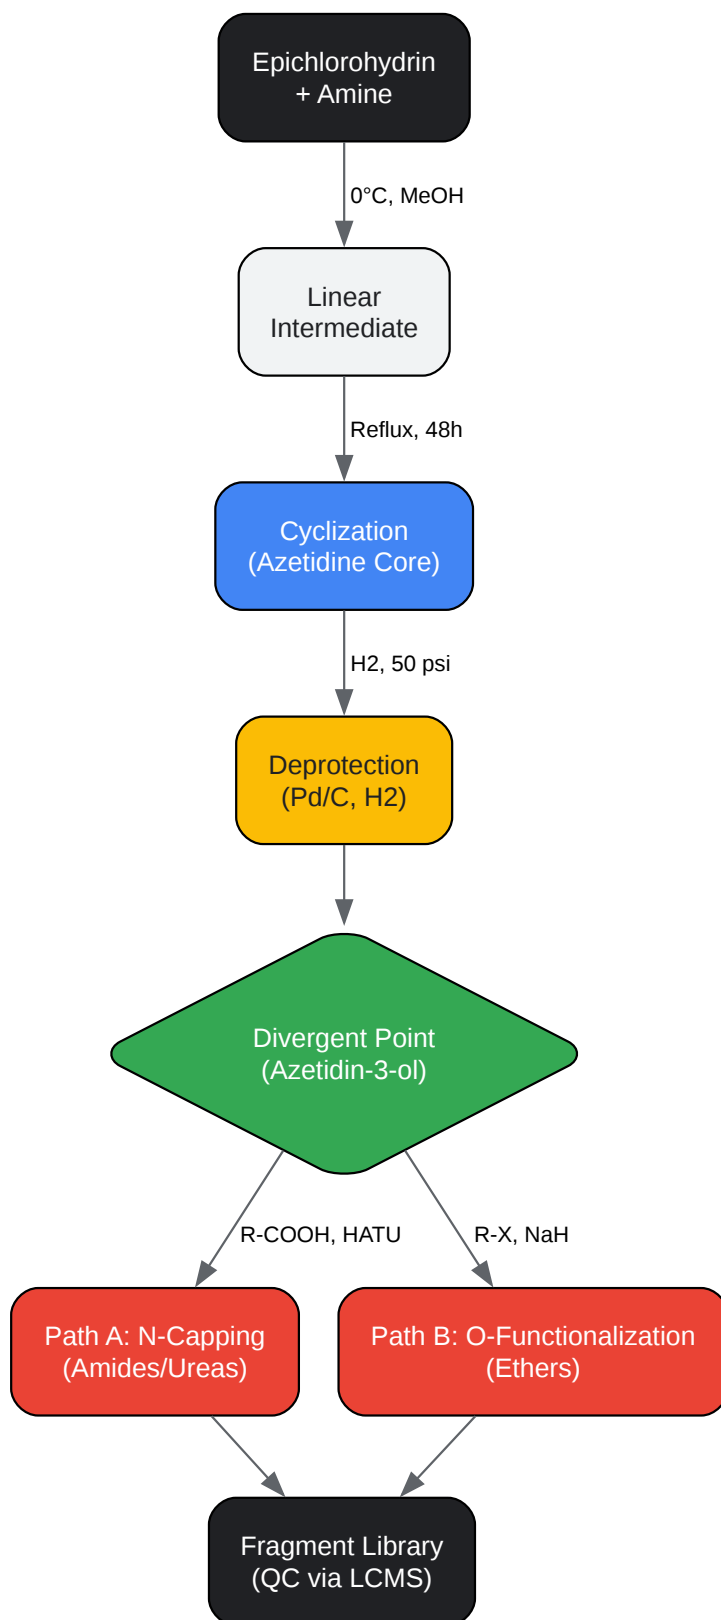 Epichlorohydrin
+ Amine
0°C, MeOH
Linear
Intermediate
Reflux, 48h
Cyclization
(Azetidine Core)
H2, 50 psi
Deprotection
(Pd/C, H2)
Divergent Point
(Azetidin-3-ol)
R-COOH, HATU
R-X, NaH
Path A: N-Capping
(Amides/Ureas)
Path B: O-Functionalization
(Ethers)
Fragment Library
(QC via LCMS)